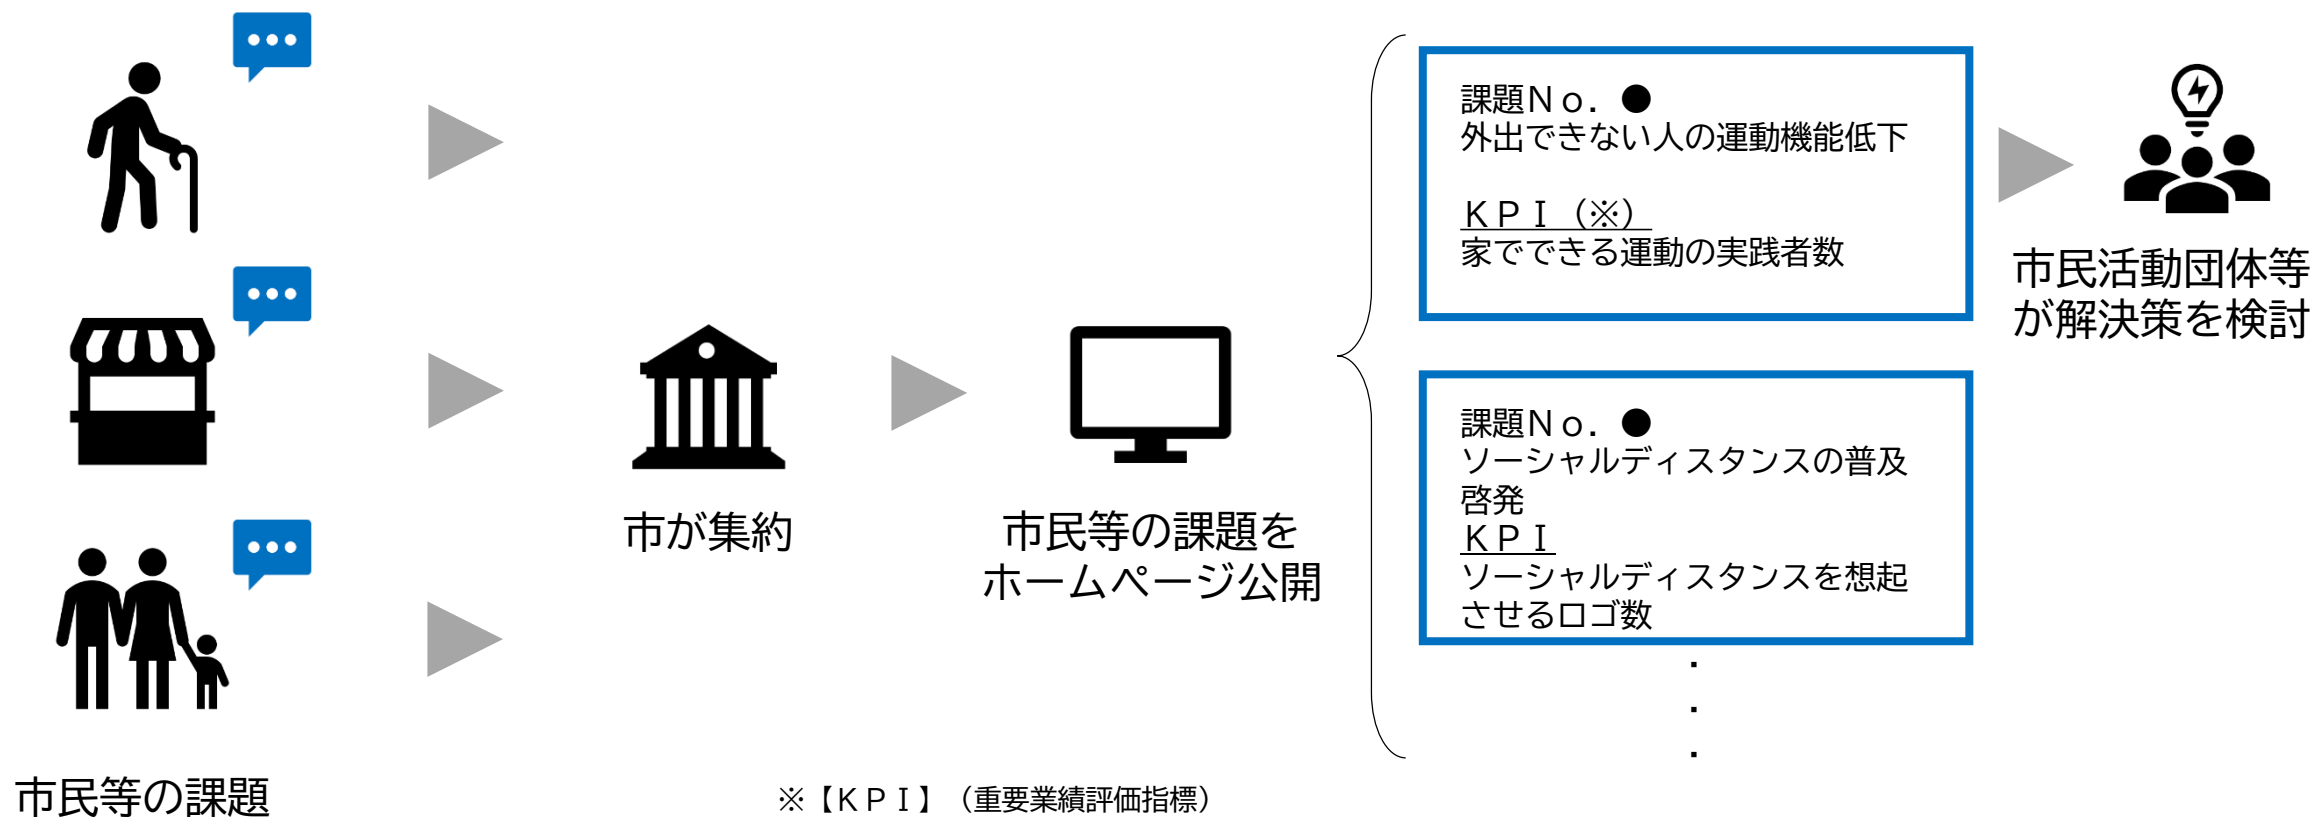 市民等の課題
市が集約
市民等の課題を
ホームページ公開
課題Ｎｏ．●
外出できない人の運動機能低下
ＫＰＩ（※）
家でできる運動の実践者数
課題Ｎｏ．●
ソーシャルディスタンスの普及
啓発
ＫＰＩ
ソーシャルディスタンスを想起
させるロゴ数
・
・
・
市民活動団体等
が解決策を検討
※【ＫＰＩ】（重要業績評価指標）